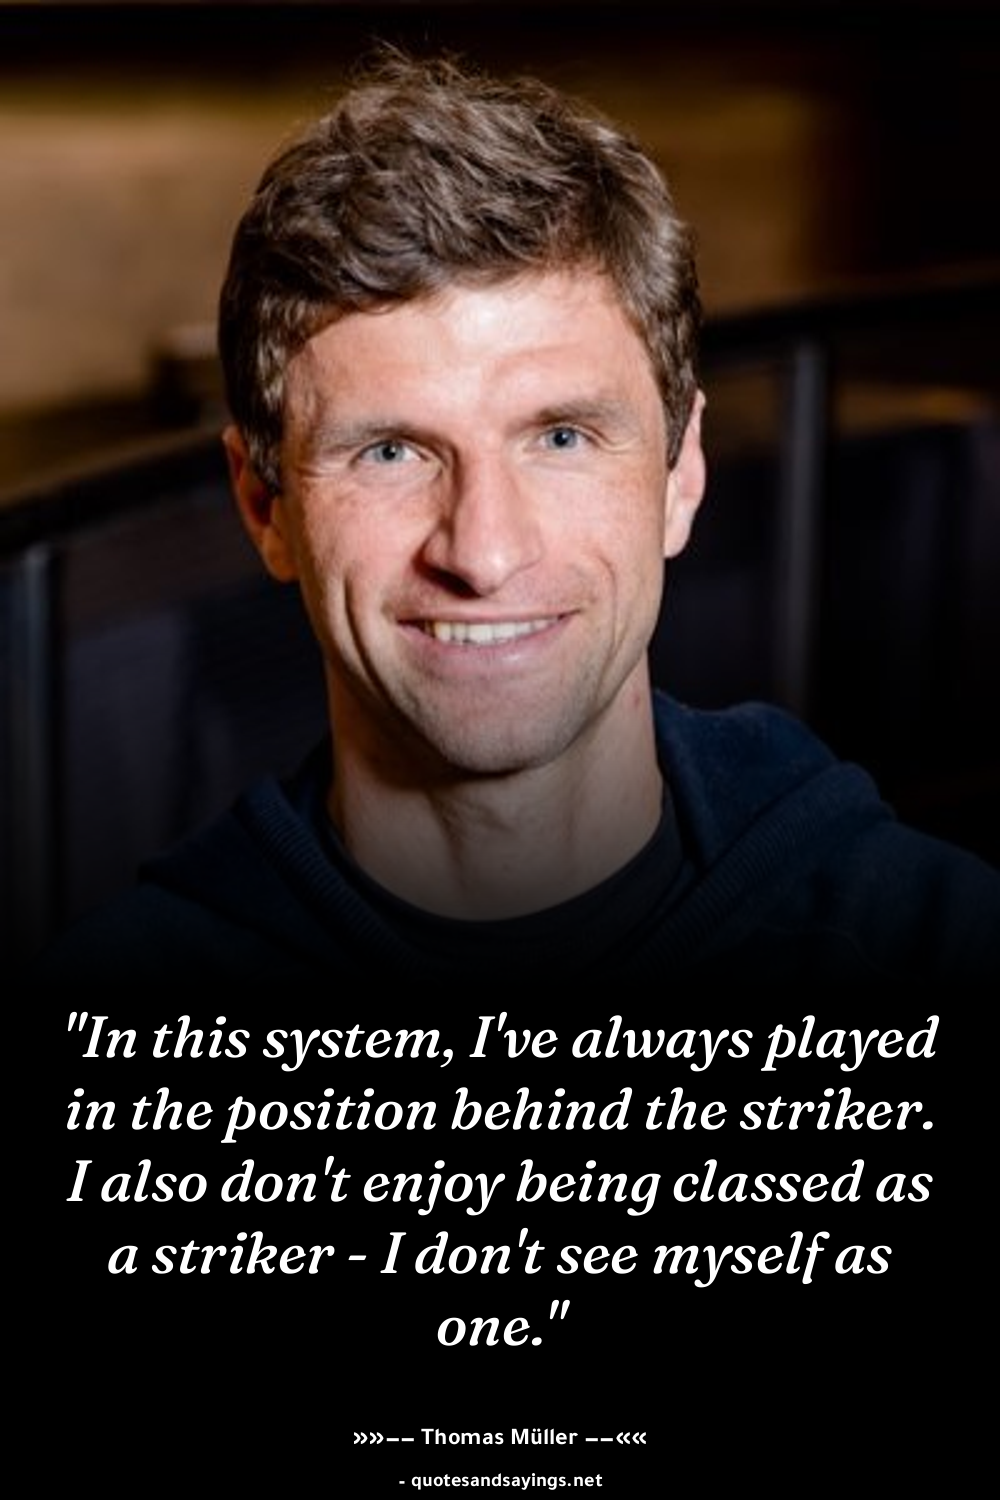 "In this system, I've always played
in the position behind the striker.
I also don't enjoy being classed as
a striker - I don't see myself as
one."
»»−− Thomas Müller −−««
- quotesandsayings.net